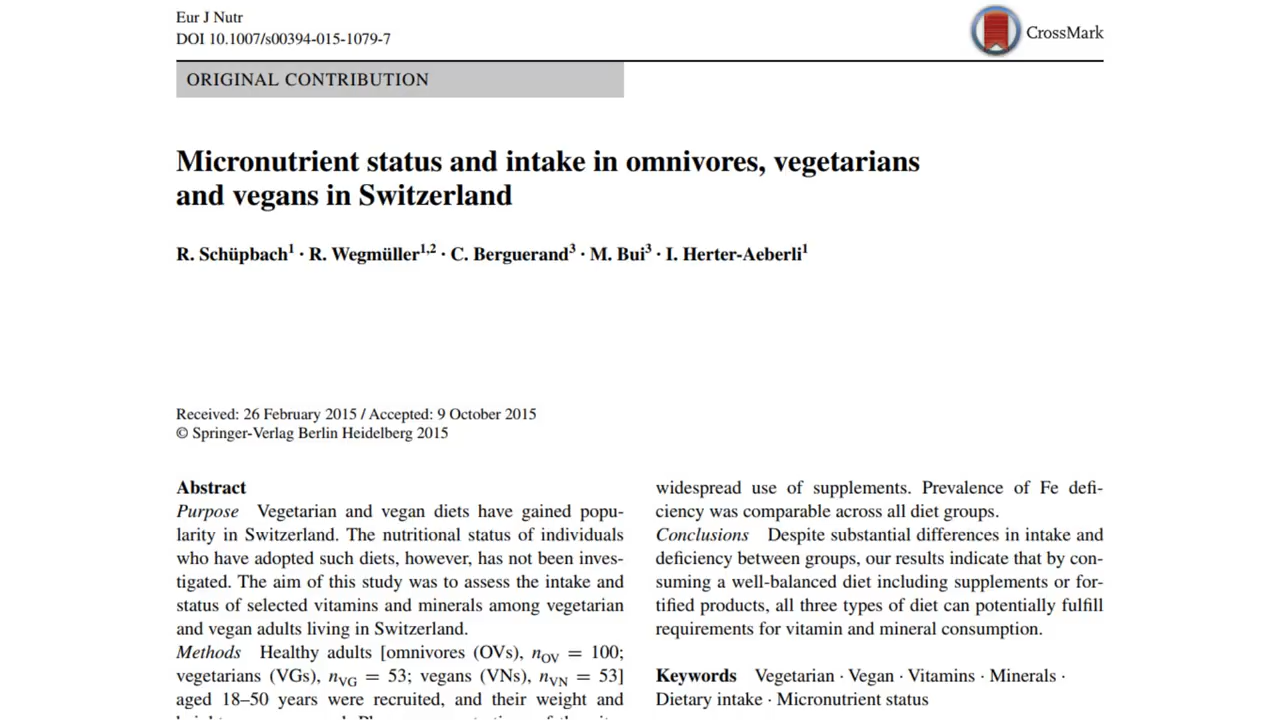 Eur J Nutr
DOI 10.1007/s00394-015-1079-7
CrossMark
ORIGINAL CONTRIBUTION
Micronutrient status and intake in omnivores, vegetarians
and vegans in Switzerland
R. Schüpbach1 · R. Wegmüller1,2 · C. Berguerand3 · M. Bui3 · I. Herter-Aeberli1
Received: 26 February 2015 / Accepted: 9 October 2015
© Springer-Verlag Berlin Heidelberg 2015
Abstract
Purpose Vegetarian and vegan diets have gained popu-
larity in Switzerland. The nutritional status of individuals
who have adopted such diets, however, has not been inves-
tigated. The aim of this study was to assess the intake and
status of selected vitamins and minerals among vegetarian
and vegan adults living in Switzerland.
Methods Healthy adults [omnivores (OVs), nOV = 100;
vegetarians (VGs), nVG = 53; vegans (VNs), nVN = 53]
aged 18–50 years were recruited, and their weight and
widespread use of supplements. Prevalence of Fe defi-
ciency was comparable across all diet groups.
Conclusions Despite substantial differences in intake and
deficiency between groups, our results indicate that by con-
suming a well-balanced diet including supplements or for-
tified products, all three types of diet can potentially fulfill
requirements for vitamin and mineral consumption.
Keywords Vegetarian · Vegan · Vitamins · Minerals ·
Dietary intake · Micronutrient status